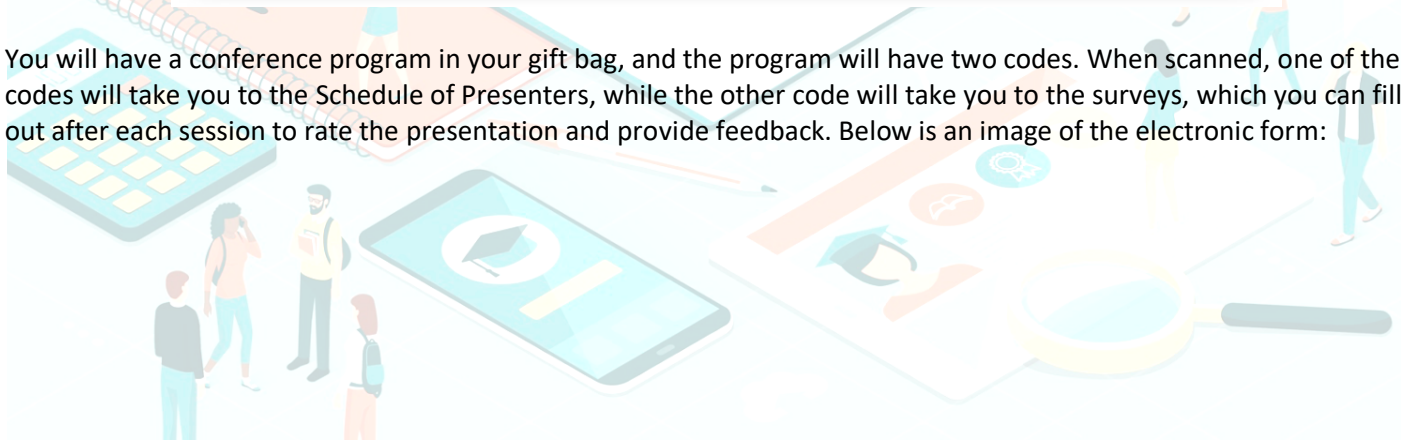 You will have a conference program in your gift bag, and the program will have two codes. When scanned, one of the
codes will take you to the Schedule of Presenters, while the other code will take you to the surveys, which you can fill
out after each session to rate the presentation and provide feedback. Below is an image of the electronic form: